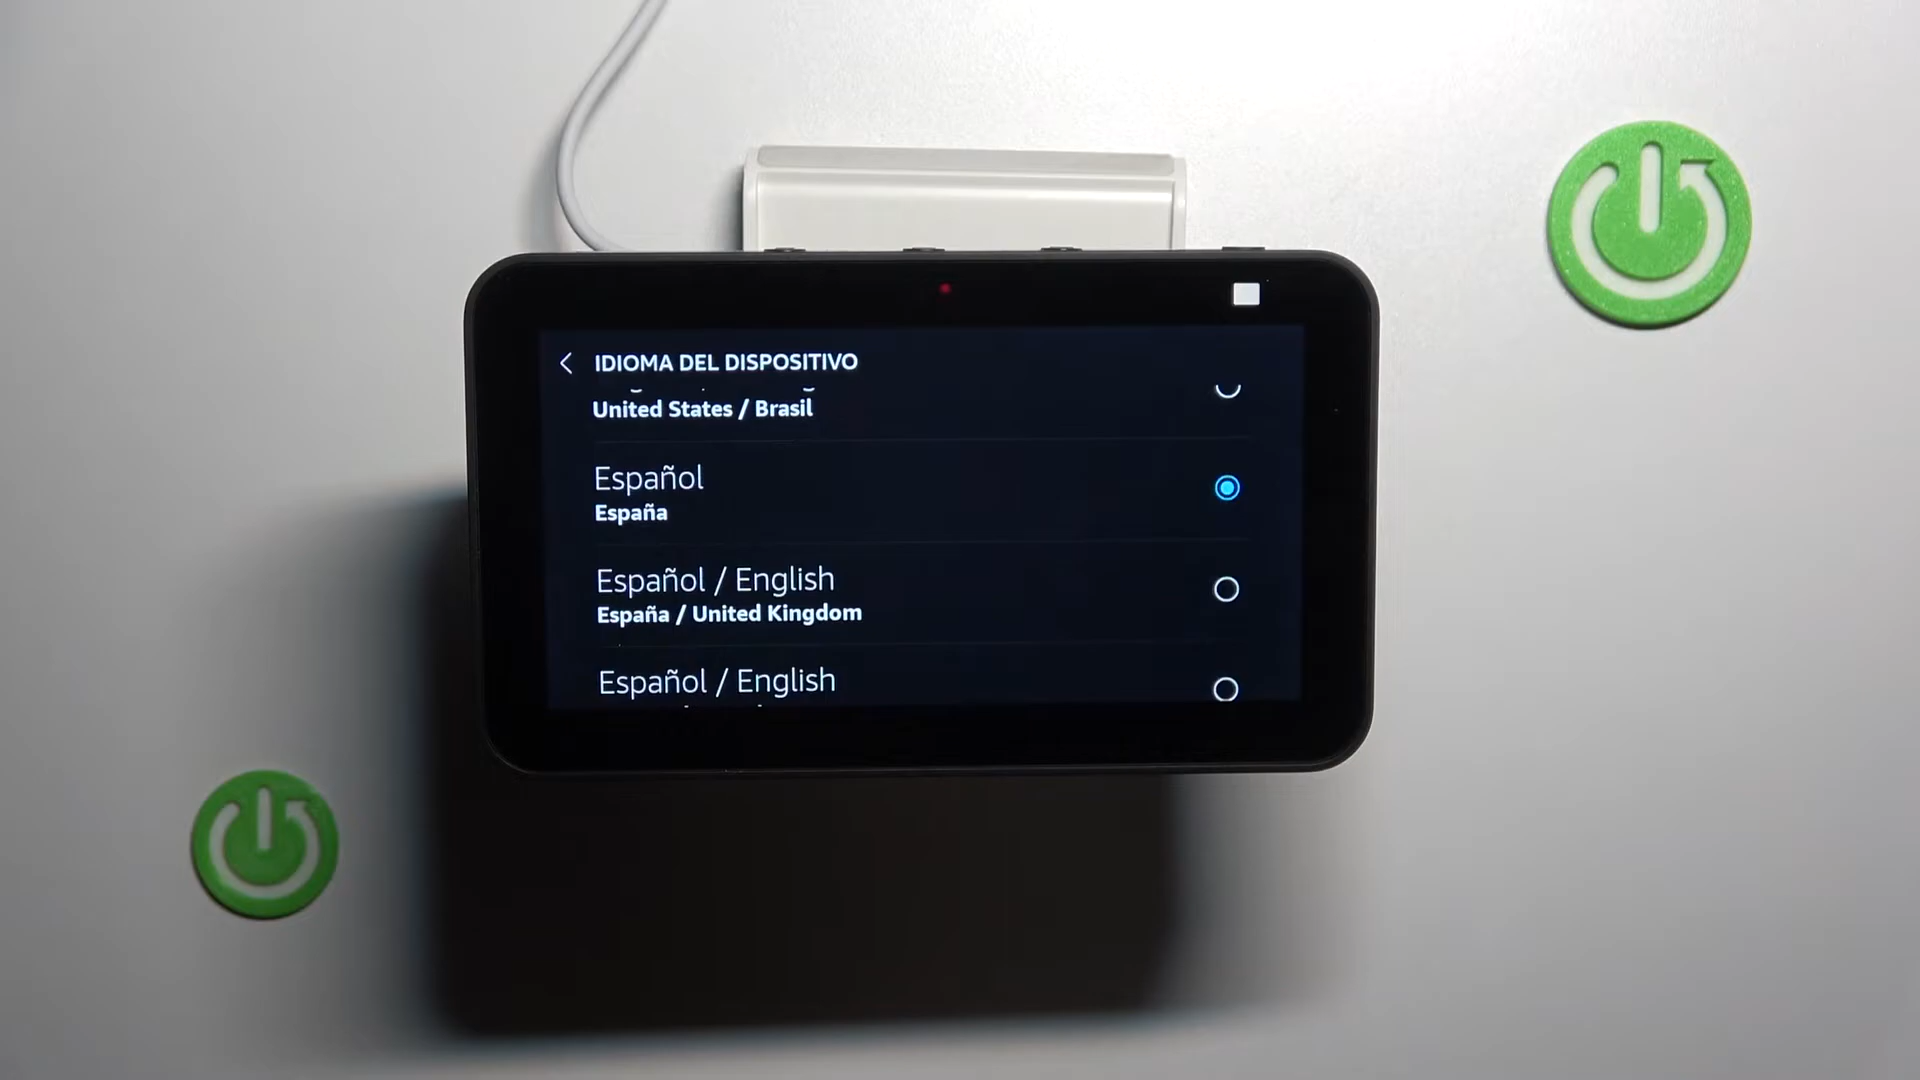 IDIOMA DEL DISPOSITIVO
United States / Brasil
Español
España
Español / English
España / United Kingdom
Español / English